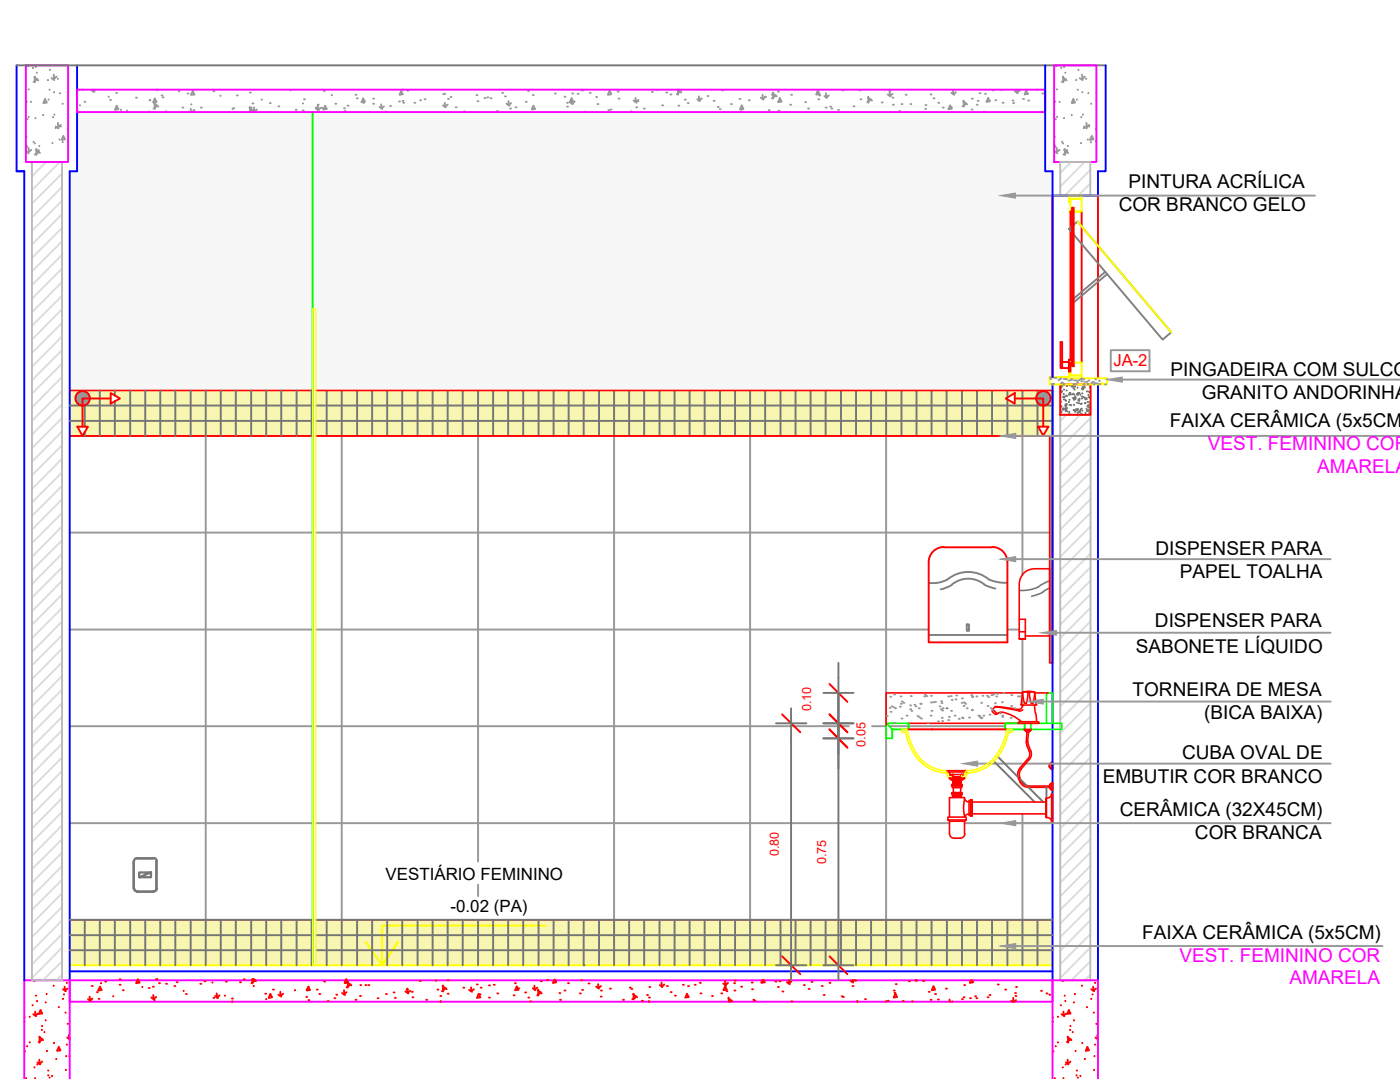 PINTURA ACRÍLICA
COR BRANCO GELO
JA-2
PINGADEIRA COM SULCO
GRANITO ANDORINHA
FAIXA CERÂMICA (5x5CM
VEST. FEMININO COR
AMARELA
DISPENSER PARA
PAPEL TOALHA
DISPENSER PARA
SABONETE LÍQUIDO
TORNEIRA DE MESA
(BICA BAIXA)
0.10
0.05
CUBA OVAL DE
EMBUTIR COR BRANCO
CERÂMICA (32X45CM)
COR BRANCA
0.80
0.75
VESTIÁRIO FEMININO
-0.02 (PA)
FAIXA CERÂMICA (5x5CM)
VEST. FEMININO COR
AMARELA